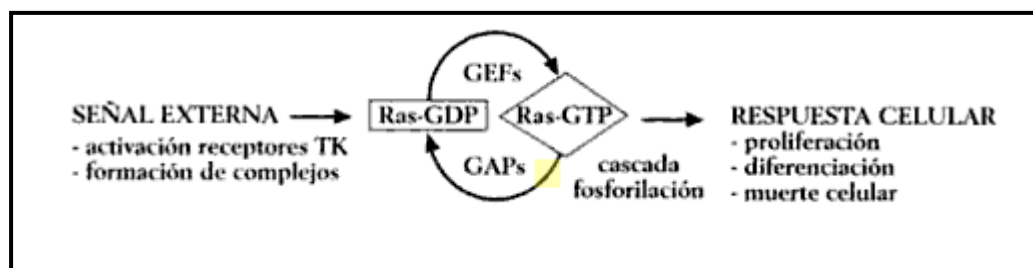 GEFs
SEÑAL EXTERNA
- activación receptores TK
- formación de complejos
Ras-GDP
Ras-GTP
GAPs
cascada
fosforilación
RESPUESTA CELULAR
- proliferación
- diferenciación
- muerte celular